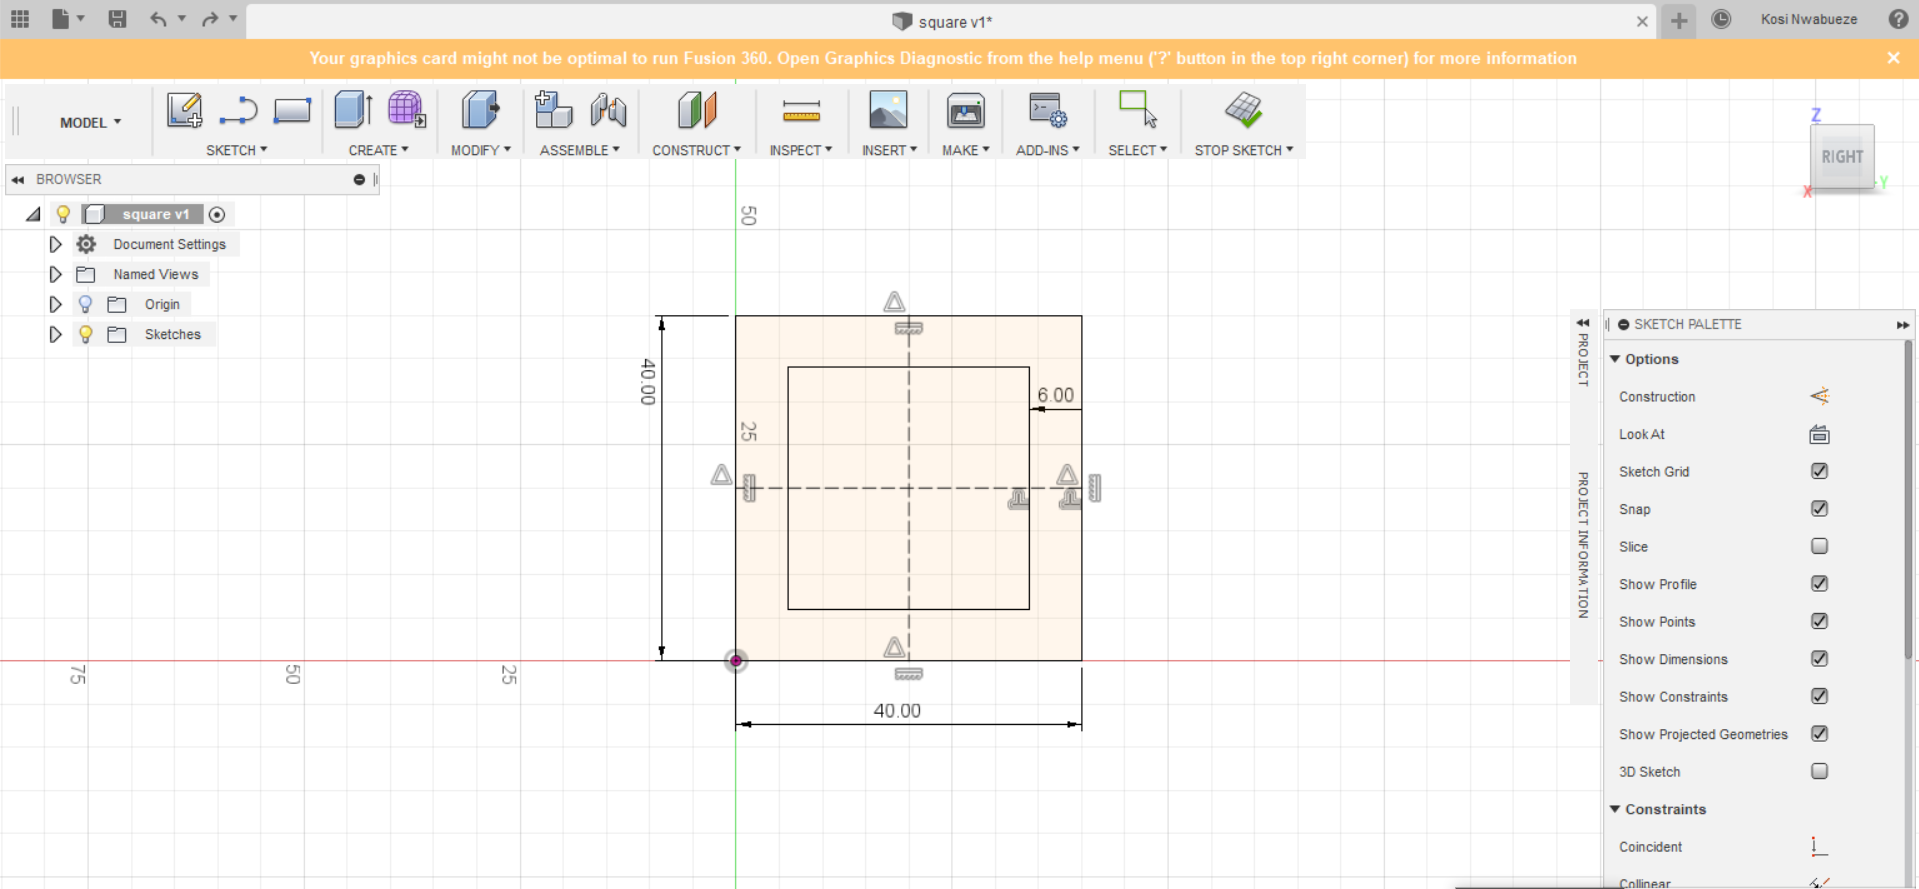 square v1*
Kosi Nwabueze
Your graphics card might not be optimal to run Fusion 360. Open Graphics Diagnostic from the help menu ('?' button in the top right corner) for more information
MODEL
SKETCH
CREATE
MODIFY
ASSEMBLE
CONSTRUCT
INSPECT
INSERT
MAKE
ADD-INS
SELECT
STOP SKETCH
Z
RIGHT
X
Y
BROWSER
square v1
Document Settings
Named Views
Origin
Sketches
50
40.00
6.00
25
75
50
25
40.00
PROJECT
PROJECT INFORMATION
SKETCH PALETTE
Options
Construction
Look At
Sketch Grid
Snap
Slice
Show Profile
Show Points
Show Dimensions
Show Constraints
Show Projected Geometries
3D Sketch
Constraints
Coincident
Collinear